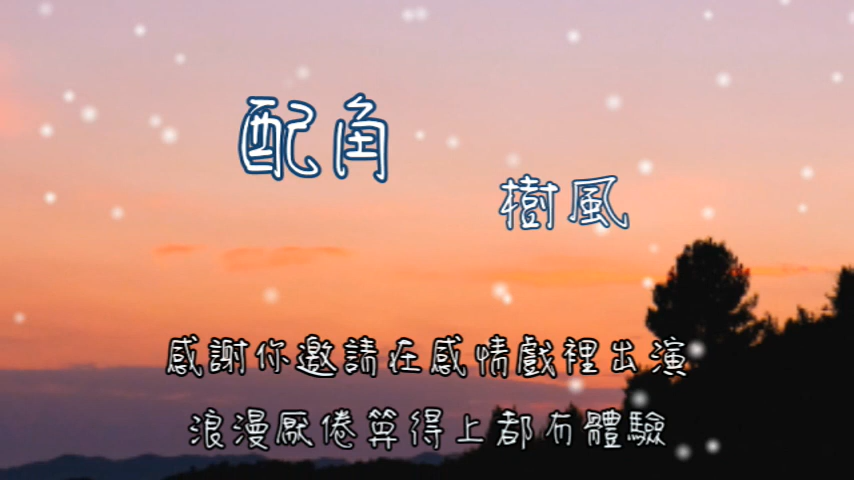 配角
樹風
感謝你邀請在感情戲裡出演
浪漫厭倦算得上都有體驗